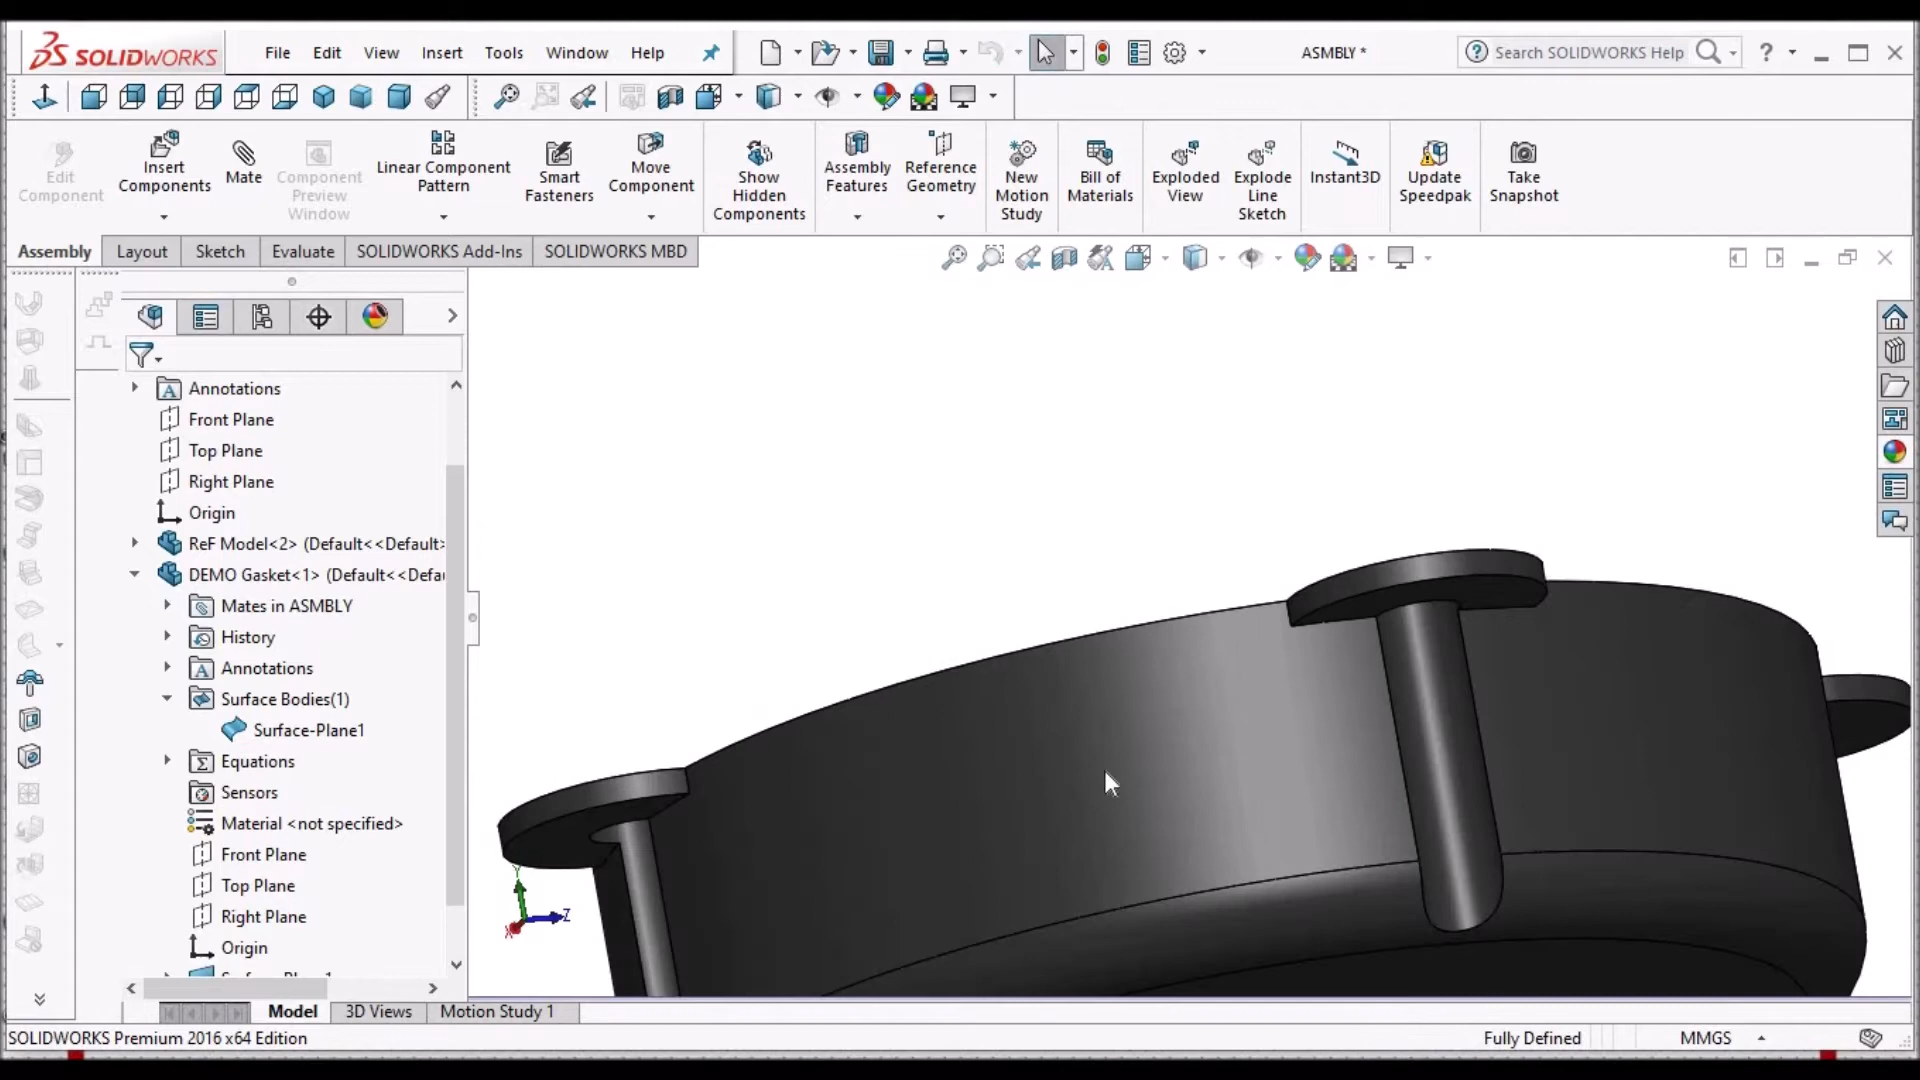 SOLIDWORKS File Edit View Insert Tools Window Help ASMBLY * Search SOLIDWORKS Help
Edit Component
Insert Components
Mate
Component Preview Window
Linear Component Pattern
Smart Fasteners
Move Component
Show Hidden Components
Assembly Features
Reference Geometry
New Motion Study
Bill of Materials
Exploded View
Explode Line Sketch
Instant3D
Update Speedpak
Take Snapshot
Assembly Layout Sketch Evaluate SOLIDWORKS Add-Ins SOLIDWORKS MBD
Annotations
Front Plane
Top Plane
Right Plane
Origin
ReF Model<2> (Default<<Default>
DEMO Gasket<1> (Default<<Defau
Mates in ASMBLY
History
Annotations
Surface Bodies(1)
Surface-Plane1
Equations
Sensors
Material <not specified>
Front Plane
Top Plane
Right Plane
Origin
Y
Z
X
Model 3D Views Motion Study 1
SOLIDWORKS Premium 2016 x64 Edition Fully Defined MMGS